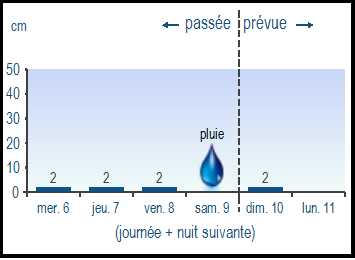 passée prévue
cm
50
40
30
20
10
0
pluie
2 2 2 2
mer. 6 jeu. 7 ven. 8 sam. 9 dim. 10 lun. 11
(journée + nuit suivante)